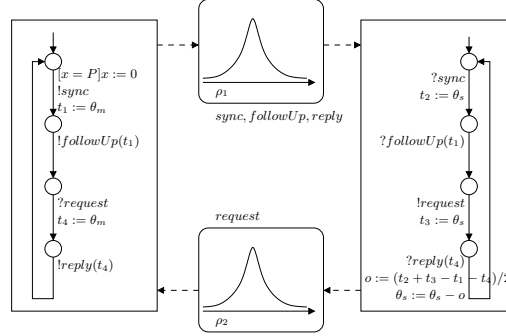 [x = P]x := 0
!sync
t₁ := θₘ
!followUp(t₁)
?request
t₄ := θₘ
!reply(t₄)
ρ₁
sync, followUp, reply
request
ρ₂
?sync
t₂ := θₛ
?followUp(t₁)
!request
t₃ := θₛ
?reply(t₄)
o := (t₂ + t₃ − t₁ − t₄)/2
θₛ := θₛ − o